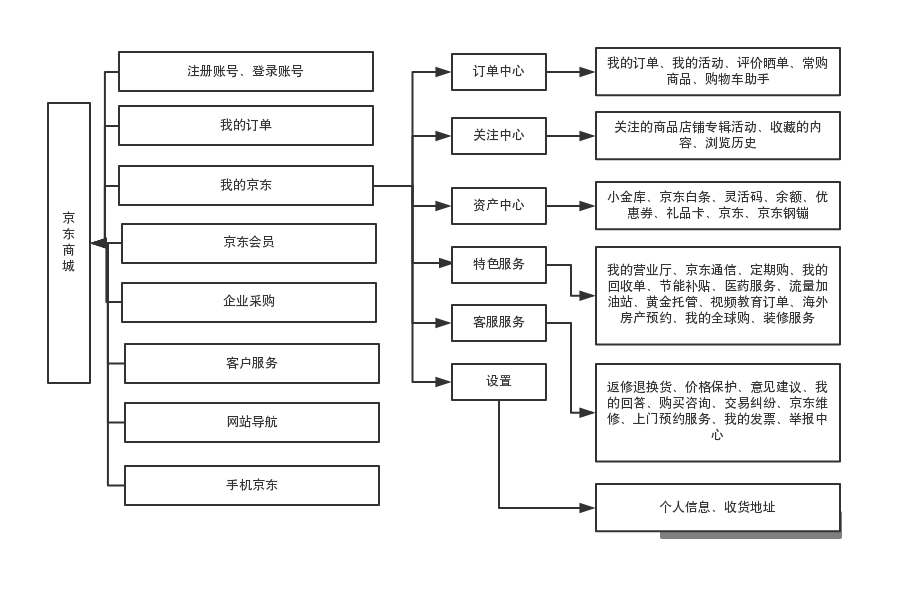 京
东
商
城
注册账号、登录账号
我的订单
我的京东
京东会员
企业采购
客户服务
网站导航
手机京东
订单中心
关注中心
资产中心
特色服务
客服服务
设置
我的订单、我的活动、评价晒单、常购
商品、购物车助手
关注的商品店铺专辑活动、收藏的内
容、浏览历史
小金库、京东白条、灵活码、余额、优
惠券、礼品卡、京东、京东钢镚
我的营业厅、京东通信、定期购、我的
回收单、节能补贴、医药服务、流量加
油站、黄金托管、视频教育订单、海外
房产预约、我的全球购、装修服务
返修退换货、价格保护、意见建议、我
的回答、购买咨询、交易纠纷、京东维
修、上门预约服务、我的发票、举报中
心
个人信息、收货地址